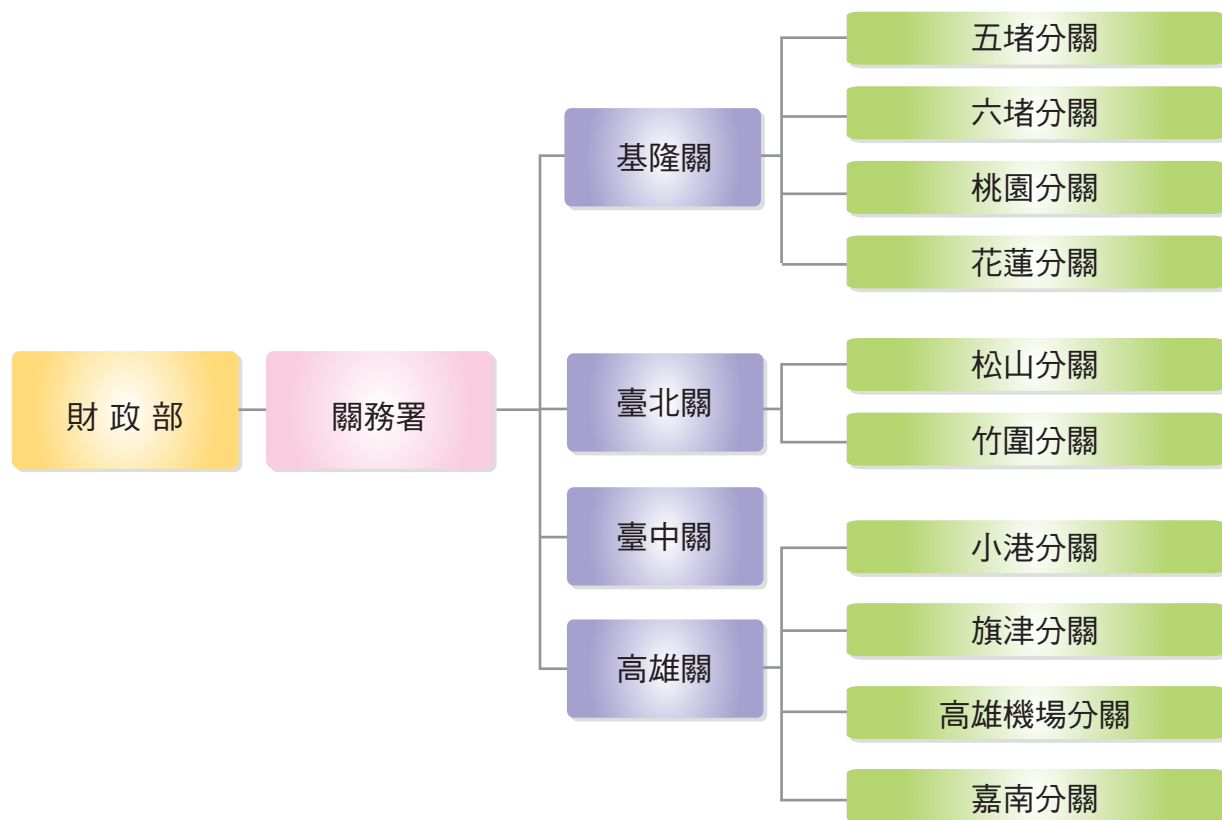 財政部
關務署
基隆關
五堵分關
六堵分關
桃園分關
花蓮分關
臺北關
松山分關
竹圍分關
臺中關
高雄關
小港分關
旗津分關
高雄機場分關
嘉南分關